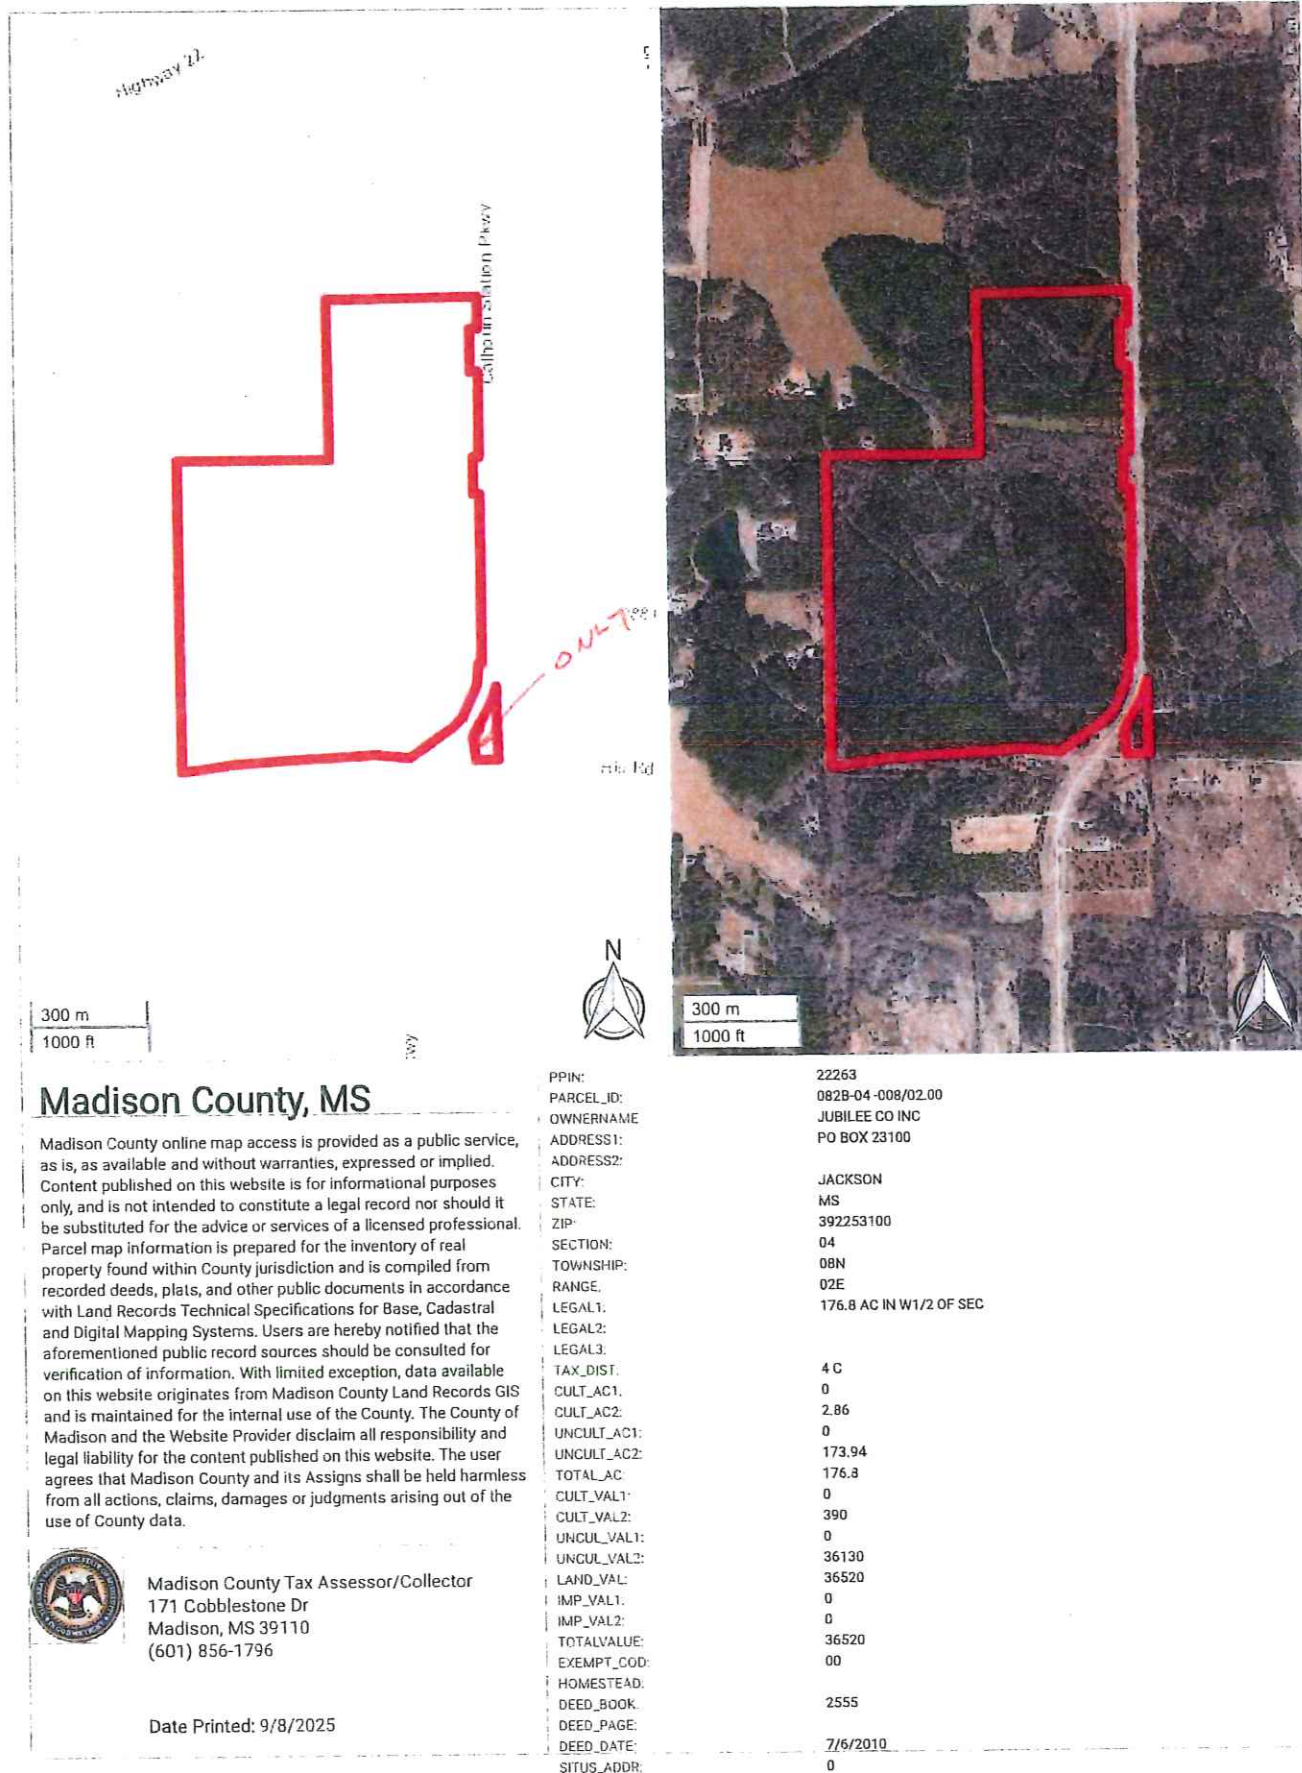 Highway 22
Calhoun Station Pkwy
ONLY
Rd
N
300 m
1000 ft
wy
N
300 m
1000 ft
Madison County, MS
Madison County online map access is provided as a public service,
as is, as available and without warranties, expressed or implied.
Content published on this website is for informational purposes
only, and is not intended to constitute a legal record nor should it
be substituted for the advice or services of a licensed professional.
Parcel map information is prepared for the inventory of real
property found within County jurisdiction and is compiled from
recorded deeds, plats, and other public documents in accordance
with Land Records Technical Specifications for Base, Cadastral
and Digital Mapping Systems. Users are hereby notified that the
aforementioned public record sources should be consulted for
verification of information. With limited exception, data available
on this website originates from Madison County Land Records GIS
and is maintained for the internal use of the County. The County of
Madison and the Website Provider disclaim all responsibility and
legal liability for the content published on this website. The user
agrees that Madison County and its Assigns shall be held harmless
from all actions, claims, damages or judgments arising out of the
use of County data.
Madison County Tax Assessor/Collector
171 Cobblestone Dr
Madison, MS 39110
(601) 856-1796
Date Printed: 9/8/2025
PPIN: 22263
PARCEL_ID: 082B-04 -008/02.00
OWNERNAME JUBILEE CO INC
ADDRESS1: PO BOX 23100
ADDRESS2:
CITY: JACKSON
STATE: MS
ZIP: 392253100
SECTION: 04
TOWNSHIP: 08N
RANGE: 02E
LEGAL1: 176.8 AC IN W1/2 OF SEC
LEGAL2:
LEGAL3:
TAX_DIST: 4 C
CULT_AC1: 0
CULT_AC2: 2.86
UNCULT_AC1: 0
UNCULT_AC2: 173.94
TOTAL_AC: 176.8
CULT_VAL1: 0
CULT_VAL2: 390
UNCUL_VAL1: 0
UNCUL_VAL2: 36130
LAND_VAL: 36520
IMP_VAL1: 0
IMP_VAL2: 0
TOTALVALUE: 36520
EXEMPT_COD: 00
HOMESTEAD:
DEED_BOOK: 2555
DEED_PAGE:
DEED_DATE: 7/6/2010
SITUS_ADDR: 0